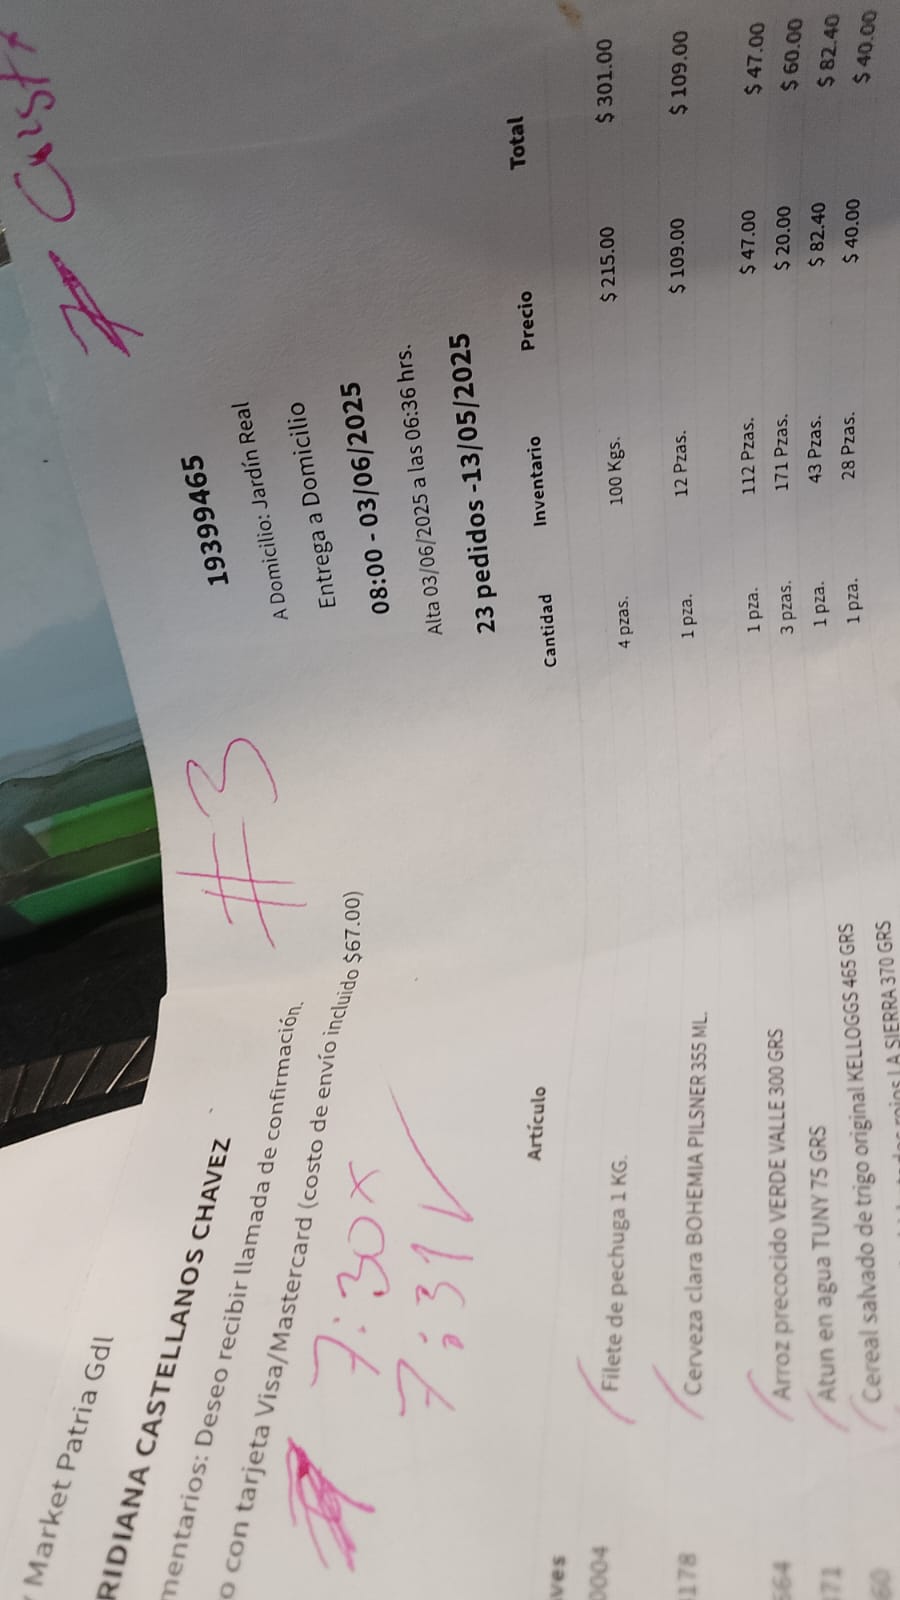 Market Patria Gdl
RIDIANA CASTELLANOS CHAVEZ
mentarios: Deseo recibir llamada de confirmación.
o con tarjeta Visa/Mastercard (costo de envío incluido $67.00)
#3
7:30x
7:31✓
19399465
A Domicilio: Jardín Real
Entrega a Domicilio
08:00 - 03/06/2025
Alta 03/06/2025 a las 06:36 hrs.
23 pedidos -13/05/2025
ves Artículo Cantidad Inventario Precio Total
0004 Filete de pechuga 1 KG. 4 pzas. 100 Kgs. $ 215.00 $ 301.00
178 Cerveza clara BOHEMIA PILSNER 355 ML. 1 pza. 12 Pzas. $ 109.00 $ 109.00
564 Arroz precocido VERDE VALLE 300 GRS 1 pza. 112 Pzas. $ 47.00 $ 47.00
71 Atun en agua TUNY 75 GRS 3 pzas. 171 Pzas. $ 20.00 $ 60.00
60 Cereal salvado de trigo original KELLOGGS 465 GRS 1 pza. 43 Pzas. $ 82.40 $ 82.40
rojos LA SIERRA 370 GRS 1 pza. 28 Pzas. $ 40.00 $ 40.00